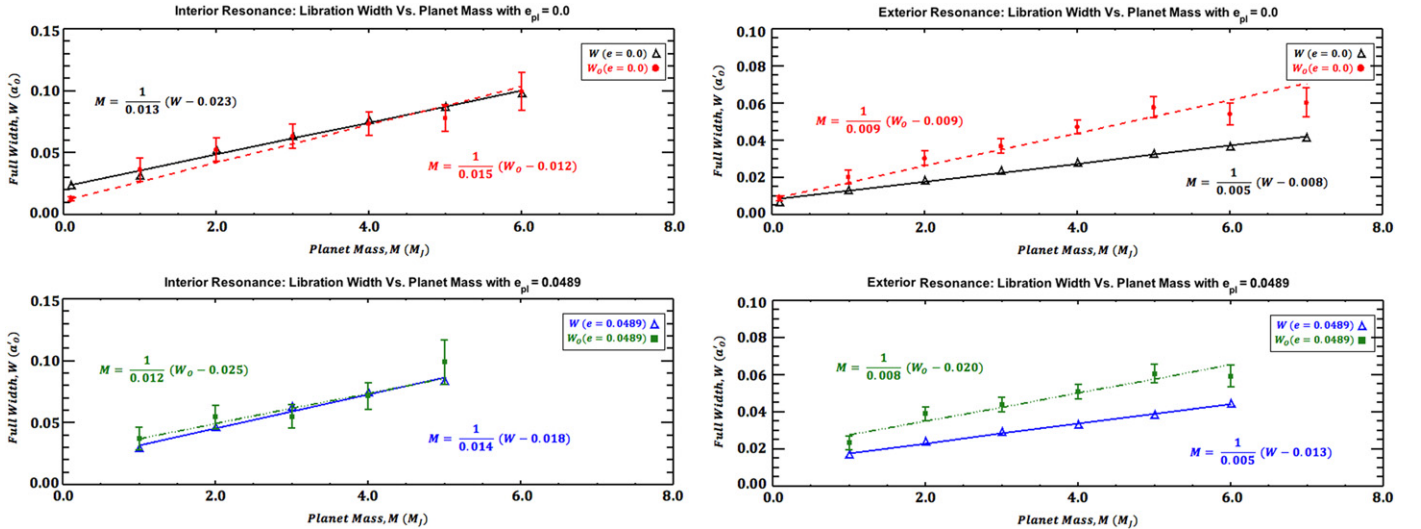 Interior Resonance: Libration Width Vs. Planet Mass with e_pl = 0.0
0.15
0.10
0.05
0.00
Full Width, W (α'₀)
W (e = 0.0)
W_O (e = 0.0)
M = 1/0.013 (W − 0.023)
M = 1/0.015 (W_O − 0.012)
0.0 2.0 4.0 6.0 8.0
Planet Mass, M (M_J)
Exterior Resonance: Libration Width Vs. Planet Mass with e_pl = 0.0
0.10
0.08
0.06
0.04
0.02
0.00
Full Width, W (α'₀)
W (e = 0.0)
W_O (e = 0.0)
M = 1/0.009 (W_O − 0.009)
M = 1/0.005 (W − 0.008)
0.0 2.0 4.0 6.0 8.0
Planet Mass, M (M_J)
Interior Resonance: Libration Width Vs. Planet Mass with e_pl = 0.0489
0.15
0.10
0.05
0.00
Full Width, W (α'₀)
W (e = 0.0489)
W_O (e = 0.0489)
M = 1/0.012 (W_O − 0.025)
M = 1/0.014 (W − 0.018)
0.0 2.0 4.0 6.0 8.0
Planet Mass, M (M_J)
Exterior Resonance: Libration Width Vs. Planet Mass with e_pl = 0.0489
0.10
0.08
0.06
0.04
0.02
0.00
Full Width, W (α'₀)
W (e = 0.0489)
W_O (e = 0.0489)
M = 1/0.008 (W_O − 0.020)
M = 1/0.005 (W − 0.013)
0.0 2.0 4.0 6.0 8.0
Planet Mass, M (M_J)